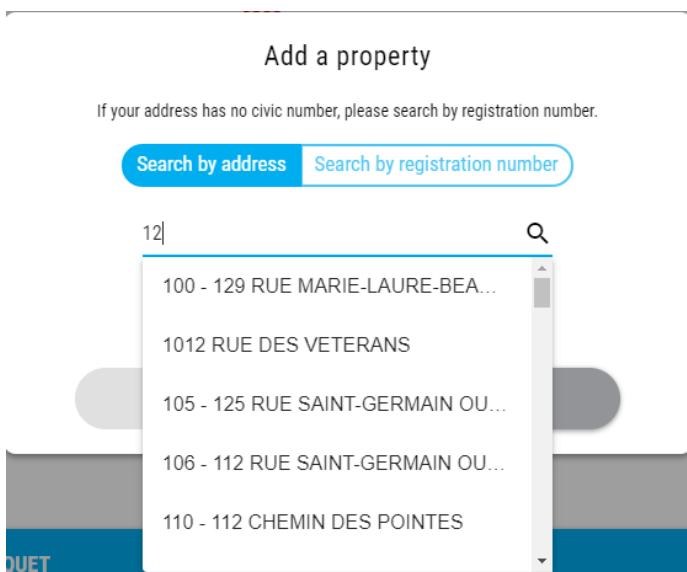 Add a property
If your address has no civic number, please search by registration number.
Search by address Search by registration number
12
100 - 129 RUE MARIE-LAURE-BEA...
1012 RUE DES VETERANS
105 - 125 RUE SAINT-GERMAIN OU...
106 - 112 RUE SAINT-GERMAIN OU...
110 - 112 CHEMIN DES POINTES
QUET